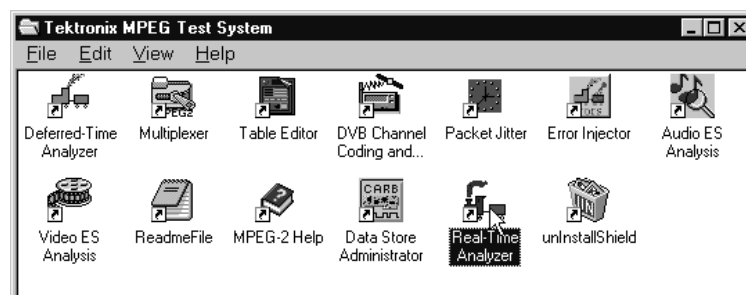 Tektronix MPEG Test System
File Edit View Help
Deferred-Time Analyzer
Multiplexer
Table Editor
DVB Channel Coding and...
Packet Jitter
Error Injector
Audio ES Analysis
Video ES Analysis
ReadmeFile
MPEG-2 Help
Data Store Administrator
Real-Time Analyzer
unInstallShield
CARB